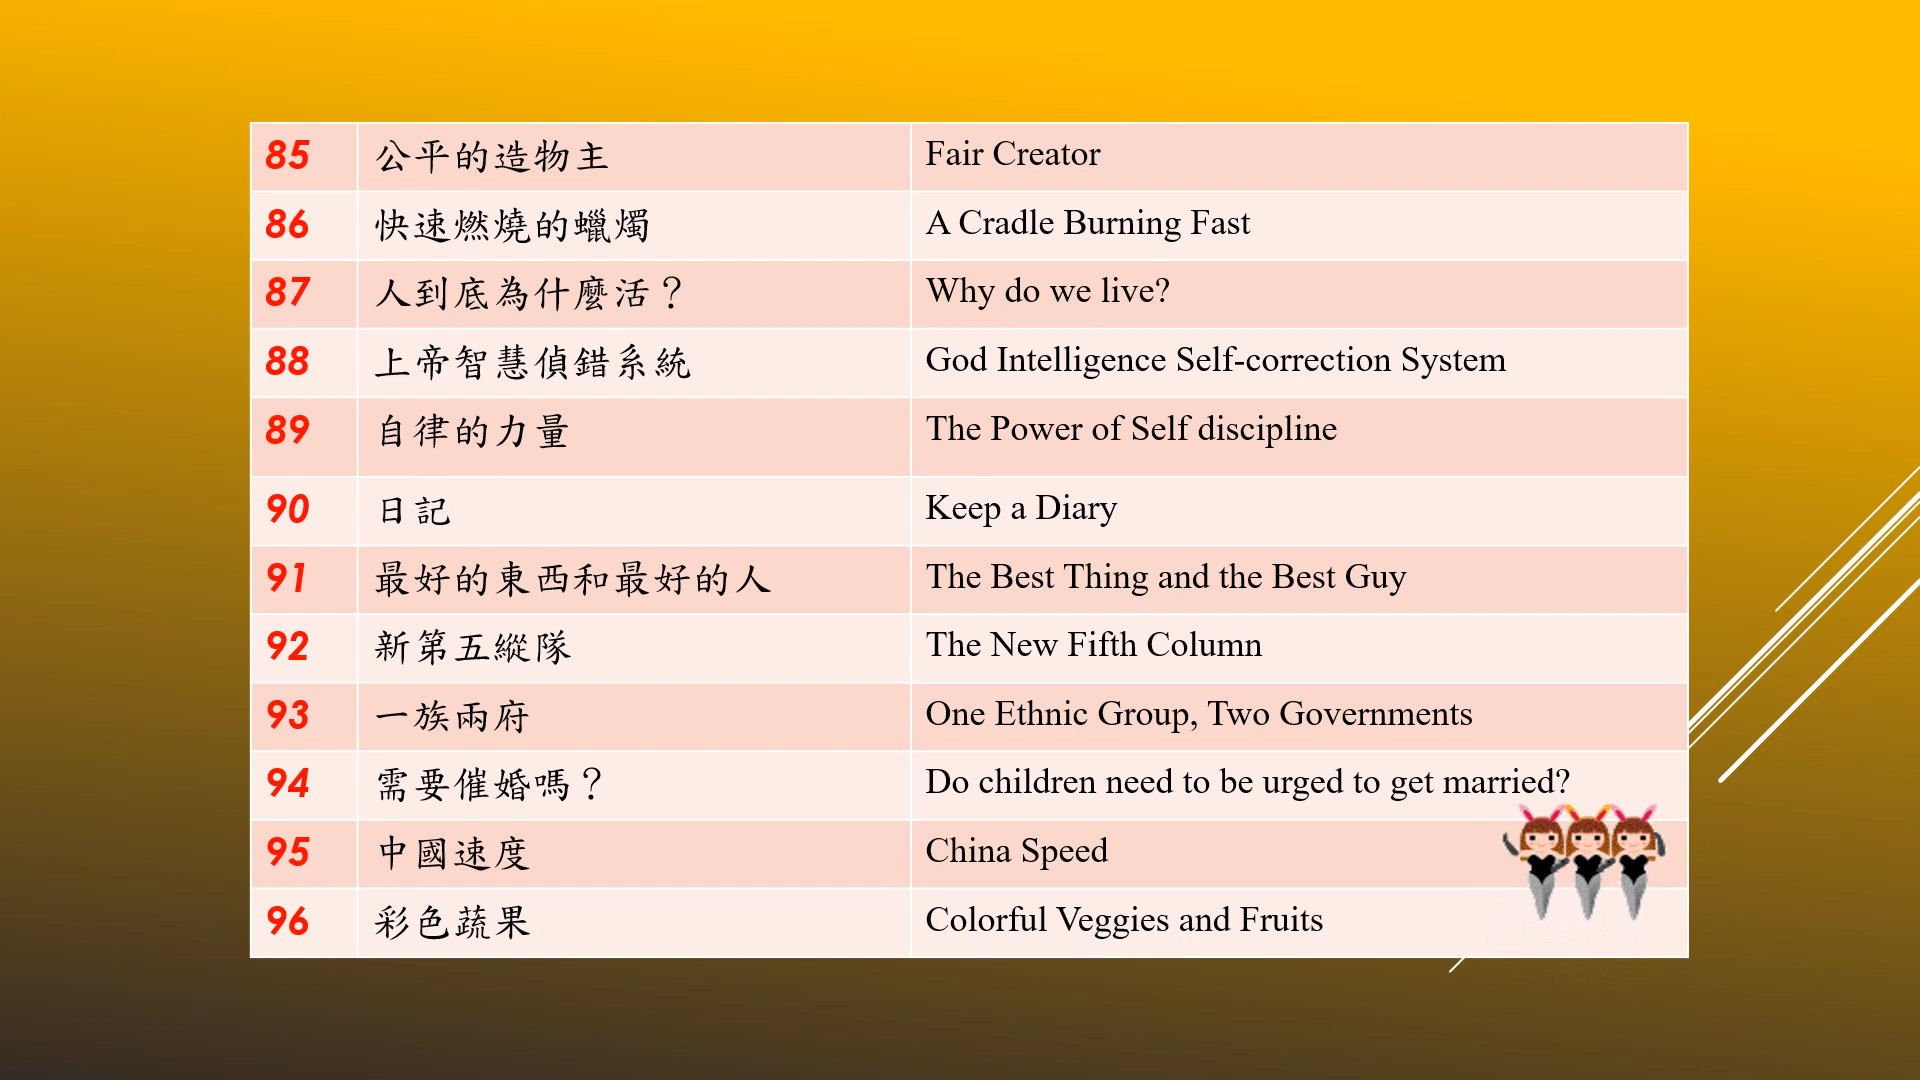 85 公平的造物主 Fair Creator
86 快速燃燒的蠟燭 A Cradle Burning Fast
87 人到底為什麼活？ Why do we live?
88 上帝智慧偵錯系統 God Intelligence Self-correction System
89 自律的力量 The Power of Self discipline
90 日記 Keep a Diary
91 最好的東西和最好的人 The Best Thing and the Best Guy
92 新第五縱隊 The New Fifth Column
93 一族兩府 One Ethnic Group, Two Governments
94 需要催婚嗎？ Do children need to be urged to get married?
95 中國速度 China Speed
96 彩色蔬果 Colorful Veggies and Fruits